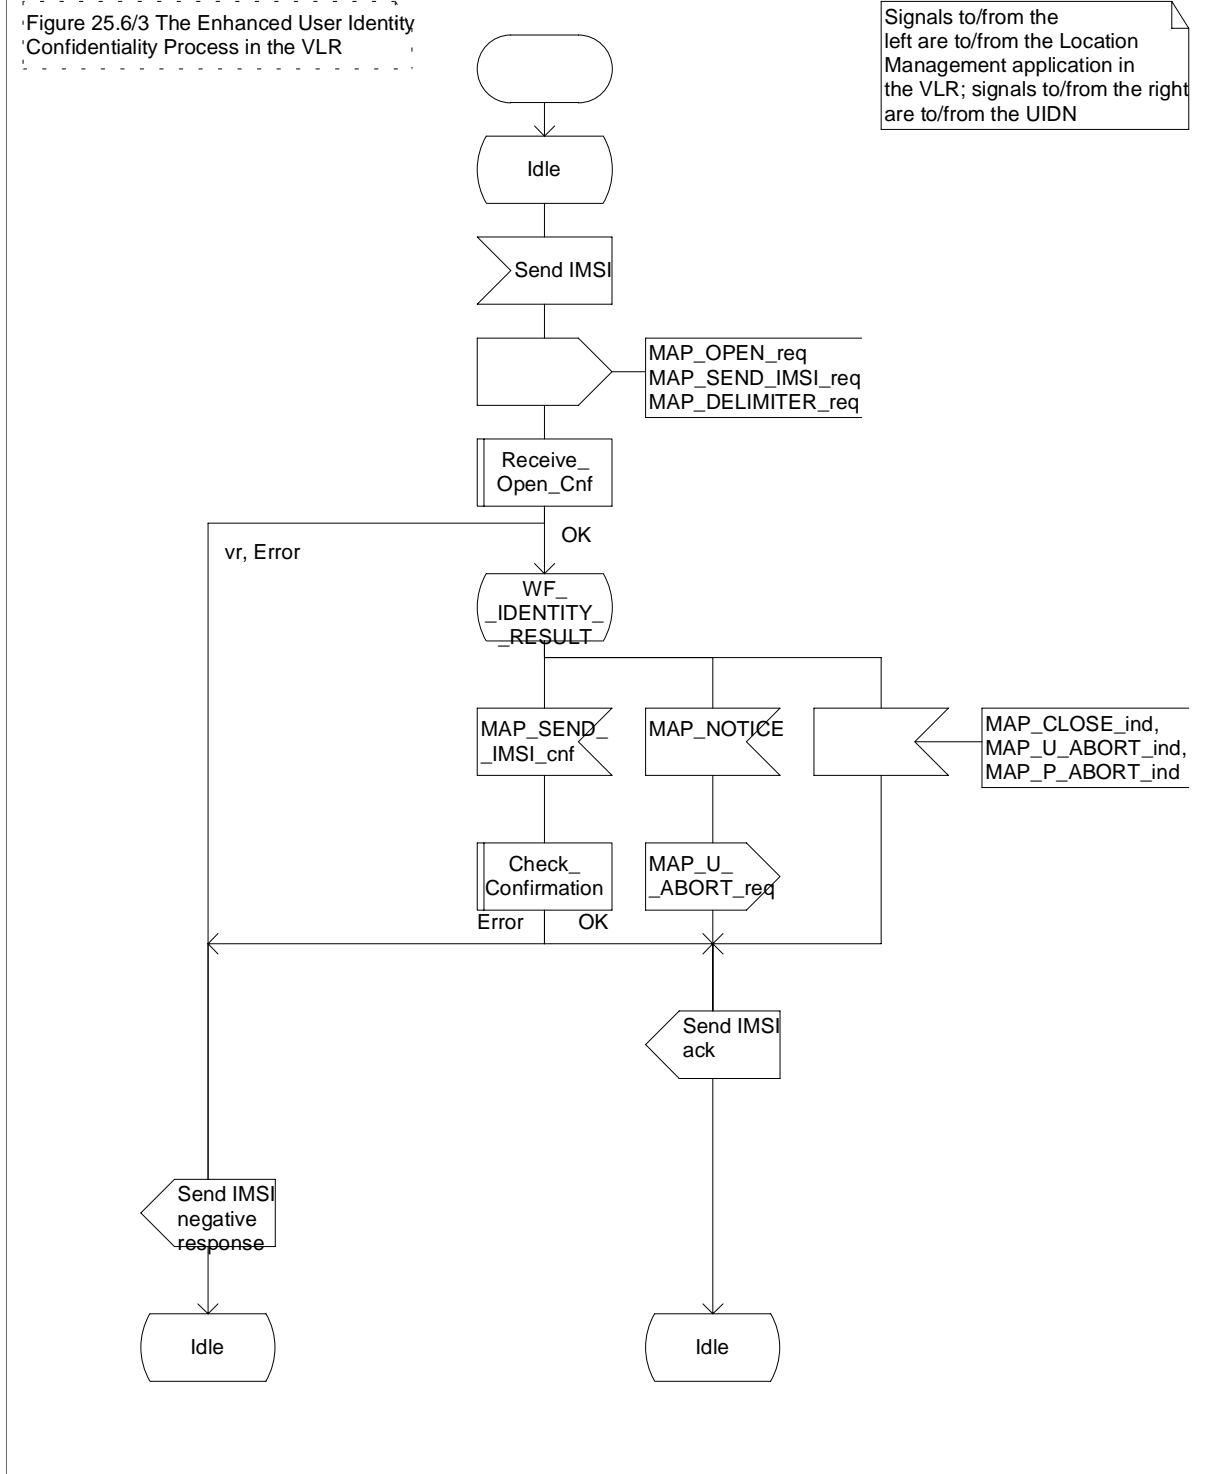 Figure 25.6/3 The Enhanced User Identity
Confidentiality Process in the VLR
Signals to/from the
left are to/from the Location
Management application in
the VLR; signals to/from the right
are to/from the UIDN
Idle
Send IMSI
MAP_OPEN_req
MAP_SEND_IMSI_req
MAP_DELIMITER_req
Receive_
Open_Cnf
OK
vr, Error
WF_
_IDENTITY_
_RESULT
MAP_SEND_
_IMSI_cnf
MAP_NOTICE
MAP_CLOSE_ind,
MAP_U_ABORT_ind,
MAP_P_ABORT_ind
Check_
Confirmation
MAP_U_
_ABORT_req
Error
OK
Send IMSI
ack
Send IMSI
negative
response
Idle
Idle